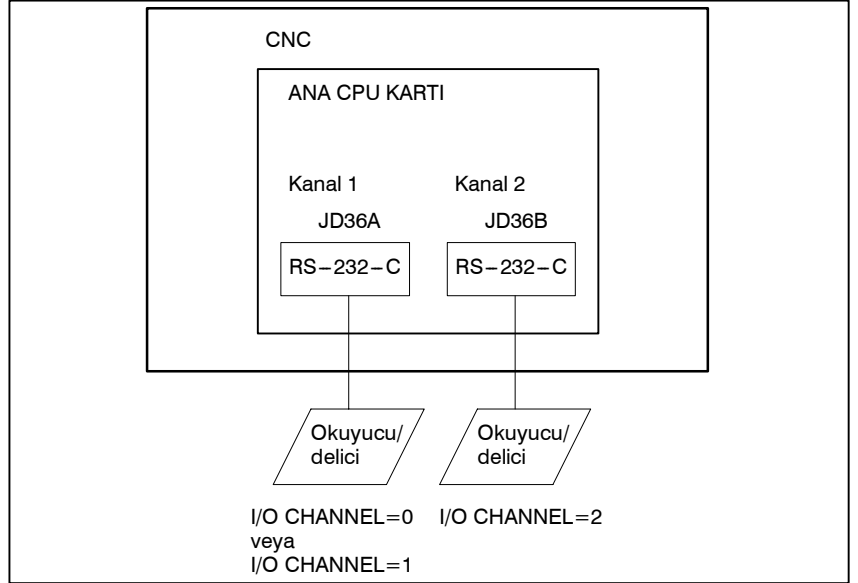 CNC
ANA CPU KARTI
Kanal 1
Kanal 2
JD36A
JD36B
RS-232-C
RS-232-C
Okuyucu/
delici
Okuyucu/
delici
I/O CHANNEL=0
veya
I/O CHANNEL=1
I/O CHANNEL=2